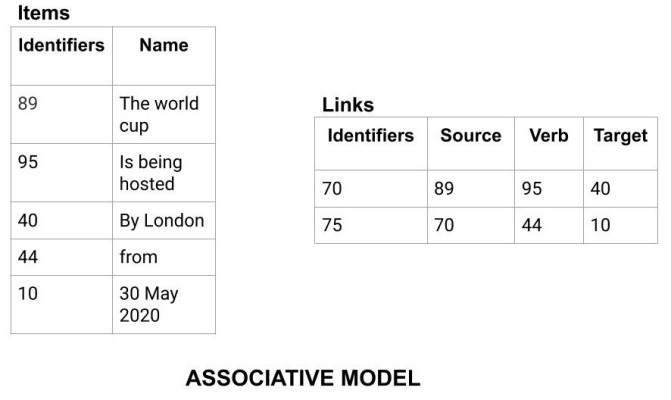 Items
Identifiers Name
89 The world
cup
95 Is being
hosted
40 By London
44 from
10 30 May
2020
Links
Identifiers Source Verb Target
70 89 95 40
75 70 44 10
ASSOCIATIVE MODEL